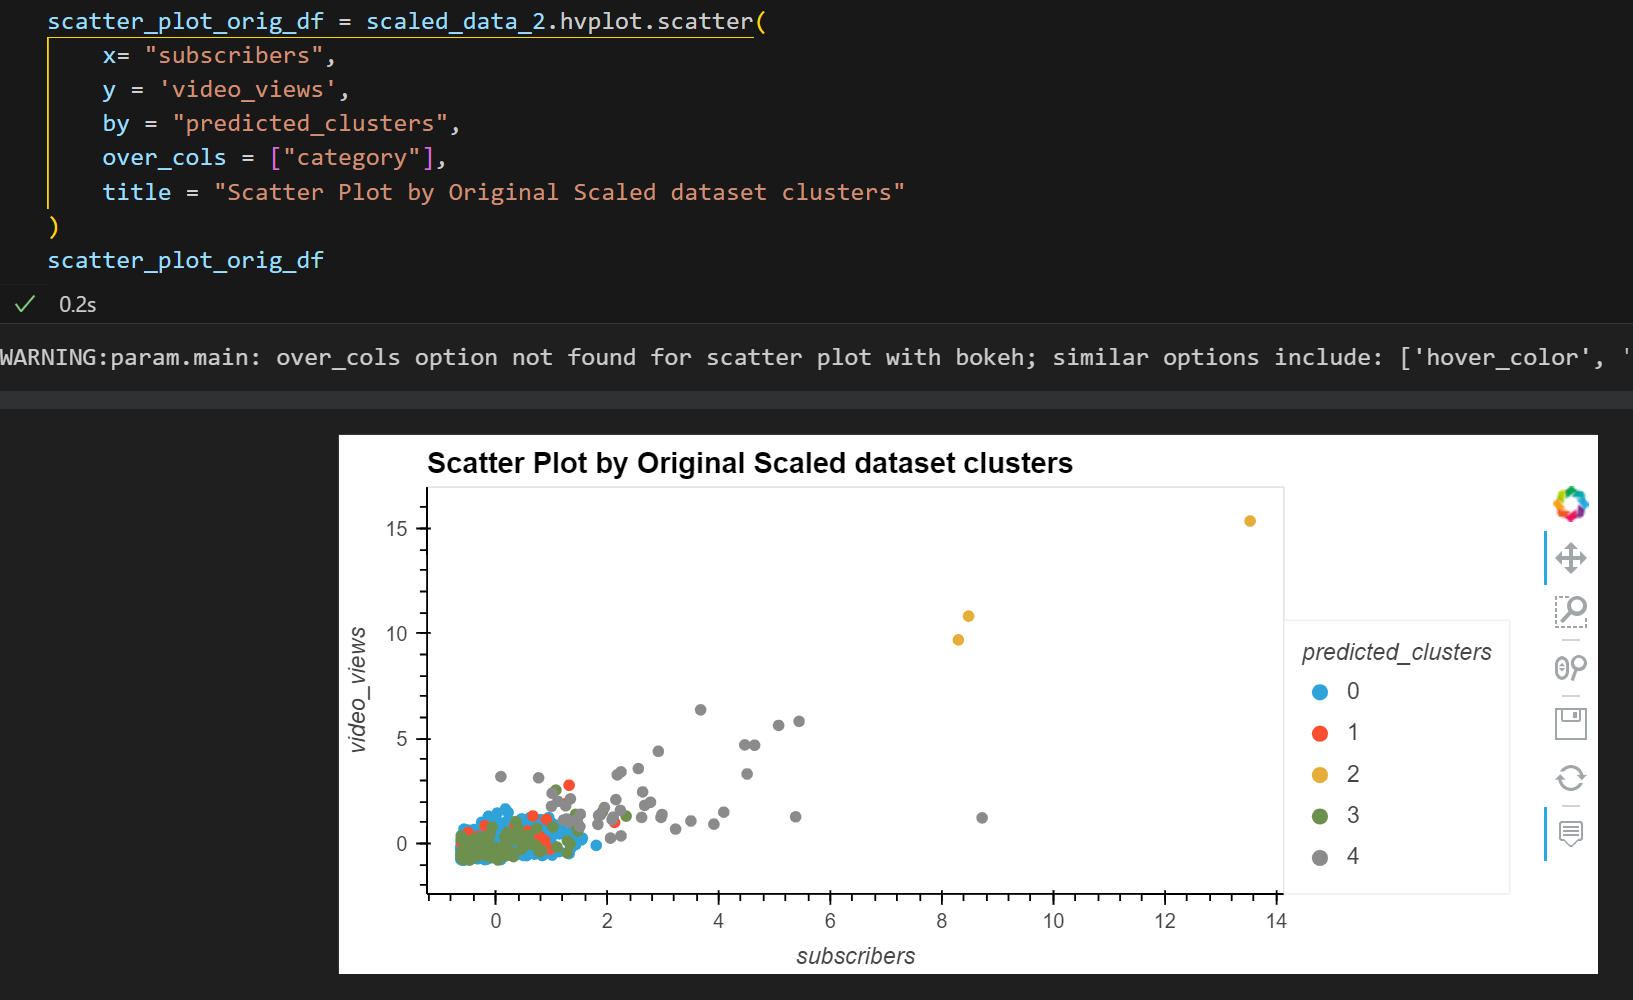 scatter_plot_orig_df = scaled_data_2.hvplot.scatter(
    x= "subscribers",
    y = 'video_views',
    by = "predicted_clusters",
    over_cols = ["category"],
    title = "Scatter Plot by Original Scaled dataset clusters"
)
scatter_plot_orig_df
0.2s
WARNING:param.main: over_cols option not found for scatter plot with bokeh; similar options include: ['hover_color', '
Scatter Plot by Original Scaled dataset clusters
15
10
5
0
video_views
0 2 4 6 8 10 12 14
subscribers
predicted_clusters
0
1
2
3
4